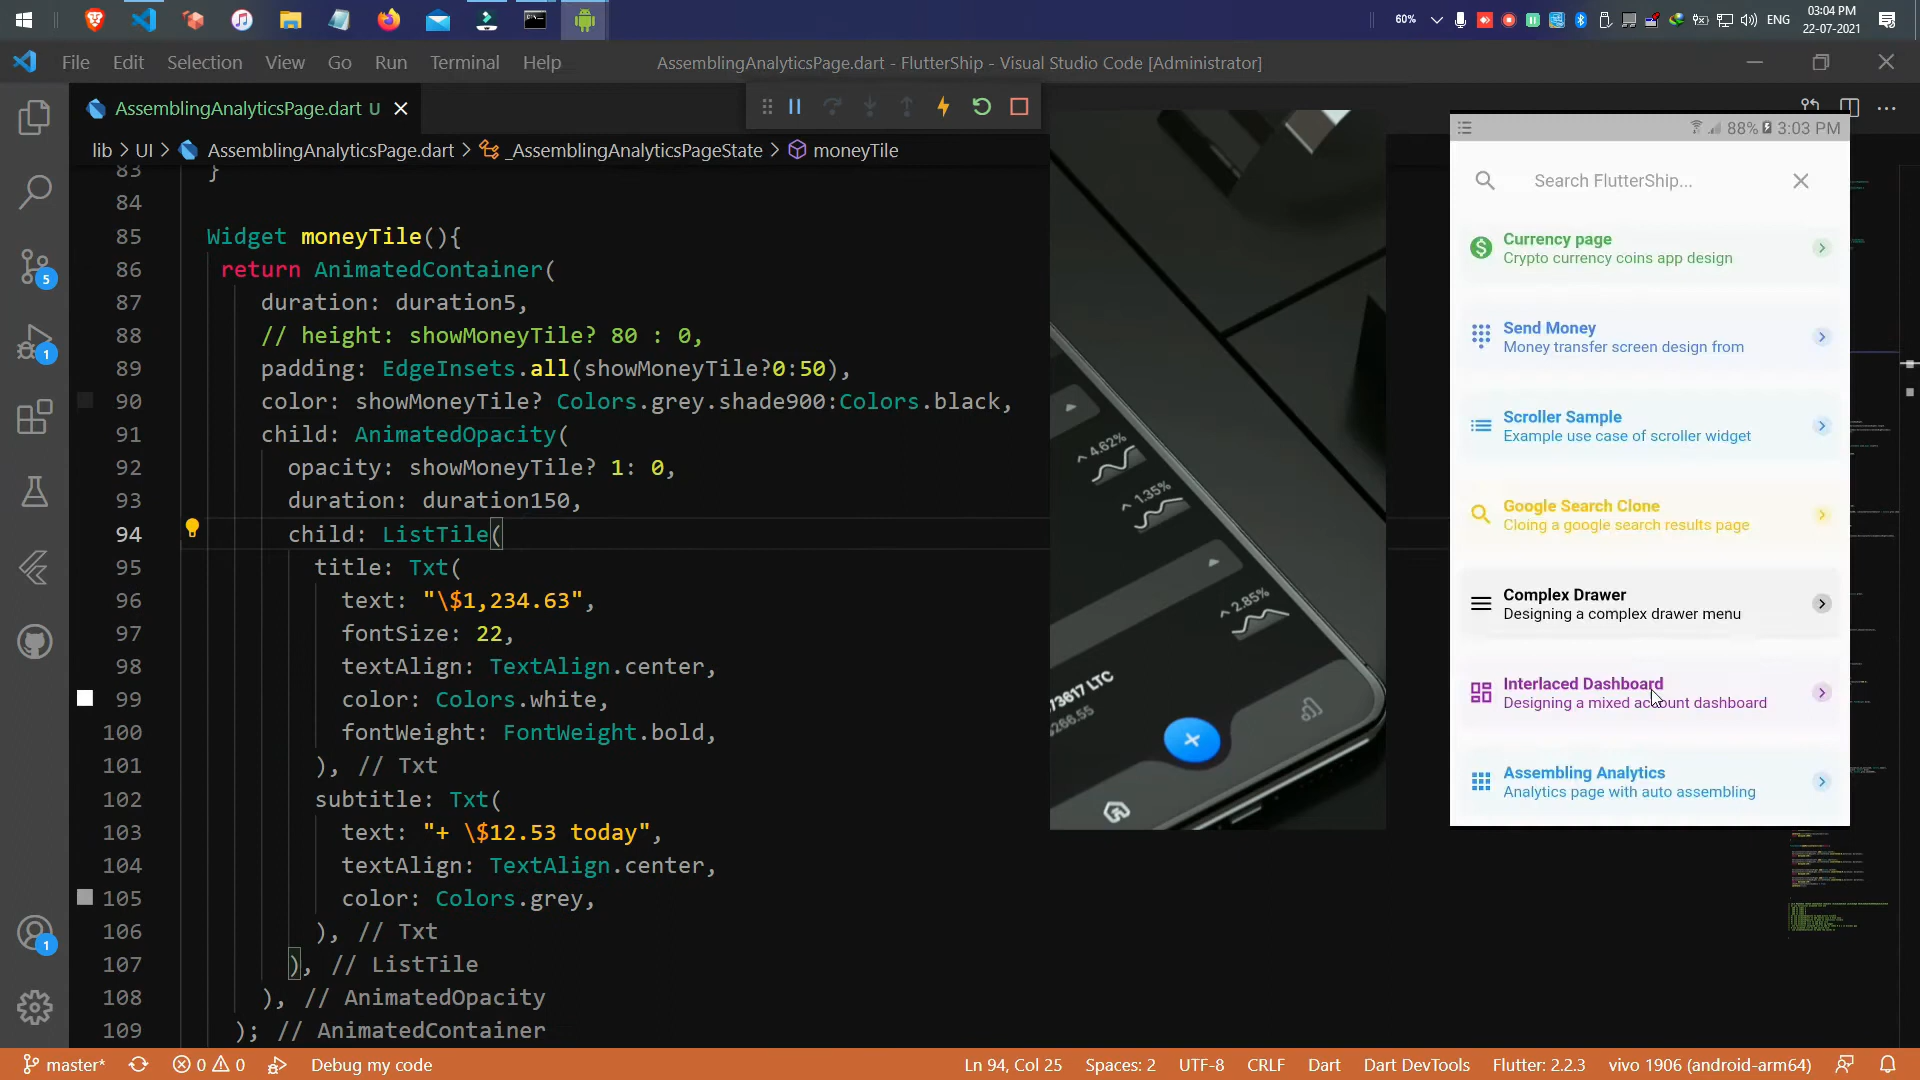 60%
ENG
03:04 PM
22-07-2021
File Edit Selection View Go Run Terminal Help
AssemblingAnalyticsPage.dart - FlutterShip - Visual Studio Code [Administrator]
AssemblingAnalyticsPage.dart U
lib > UI > AssemblingAnalyticsPage.dart > _AssemblingAnalyticsPageState > moneyTile
83 }
84
85 Widget moneyTile(){
86 return AnimatedContainer(
87 duration: duration5,
88 // height: showMoneyTile? 80 : 0,
89 padding: EdgeInsets.all(showMoneyTile?0:50),
90 color: showMoneyTile? Colors.grey.shade900:Colors.black,
91 child: AnimatedOpacity(
92 opacity: showMoneyTile? 1: 0,
93 duration: duration150,
94 child: ListTile(
95 title: Txt(
96 text: "\$1,234.63",
97 fontSize: 22,
98 textAlign: TextAlign.center,
99 color: Colors.white,
100 fontWeight: FontWeight.bold,
101 ), // Txt
102 subtitle: Txt(
103 text: "+ \$12.53 today",
104 textAlign: TextAlign.center,
105 color: Colors.grey,
106 ), // Txt
107 ), // ListTile
108 ), // AnimatedOpacity
109 ); // AnimatedContainer
5
1
1
4.62%
1.35%
2.85%
73617 LTC
266.55
88% 3:03 PM
Search FlutterShip...
Currency page
Crypto currency coins app design
Send Money
Money transfer screen design from
Scroller Sample
Example use case of scroller widget
Google Search Clone
Cloing a google search results page
Complex Drawer
Designing a complex drawer menu
Interlaced Dashboard
Designing a mixed account dashboard
Assembling Analytics
Analytics page with auto assembling
master* 0 0 Debug my code
Ln 94, Col 25 Spaces: 2 UTF-8 CRLF Dart Dart DevTools Flutter: 2.2.3 vivo 1906 (android-arm64)